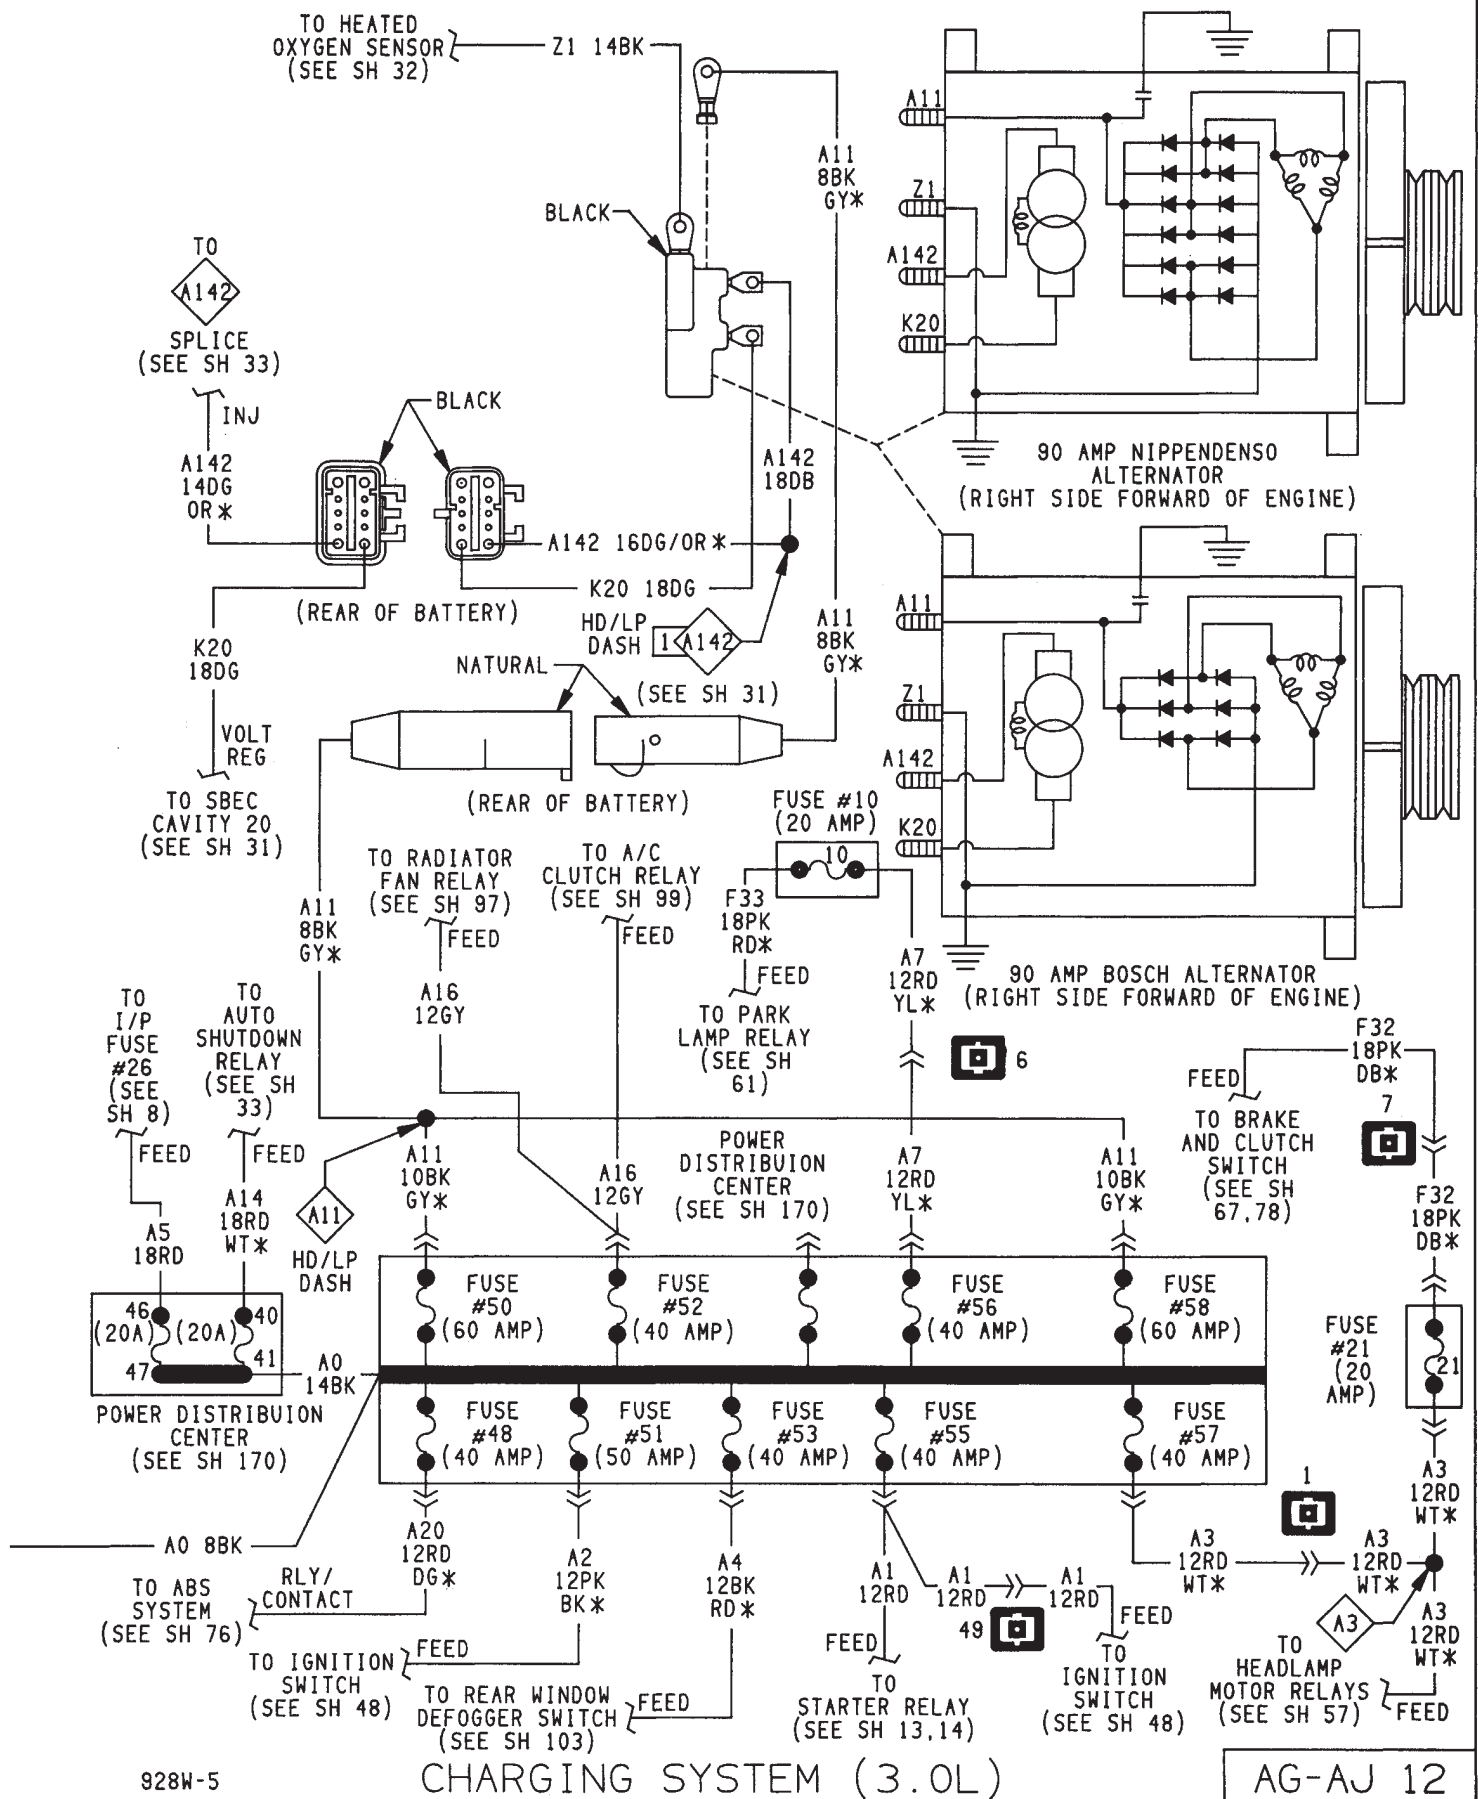 TO HEATED
OXYGEN SENSOR
(SEE SH 32)
Z1 14BK
A11
8BK
GY*
BLACK
A11
Z1
A142
K20
90 AMP NIPPENDENSO
ALTERNATOR
(RIGHT SIDE FORWARD OF ENGINE)
TO
A142
SPLICE
(SEE SH 33)
INJ
BLACK
A142
14DG
OR*
A142
18DB
A142 16DG/OR*
K20 18DG
(REAR OF BATTERY)
HD/LP
DASH
1
A142
(SEE SH 31)
A11
8BK
GY*
K20
18DG
NATURAL
VOLT
REG
TO SBEC
CAVITY 20
(SEE SH 31)
(REAR OF BATTERY)
A11
Z1
A142
K20
90 AMP BOSCH ALTERNATOR
(RIGHT SIDE FORWARD OF ENGINE)
FUSE #10
(20 AMP)
10
TO RADIATOR
FAN RELAY
(SEE SH 97)
FEED
TO A/C
CLUTCH RELAY
(SEE SH 99)
FEED
F33
18PK
RD*
FEED
TO PARK
LAMP RELAY
(SEE SH
61)
A7
12RD
YL*
6
A11
8BK
GY*
A16
12GY
TO
I/P
FUSE
#26
(SEE
SH 8)
FEED
TO
AUTO
SHUTDOWN
RELAY
(SEE SH
33)
FEED
F32
18PK
DB*
FEED
TO BRAKE
AND CLUTCH
SWITCH
(SEE SH
67,78)
7
A11
10BK
GY*
A16
12GY
POWER
DISTRIBUION
CENTER
(SEE SH 170)
A7
12RD
YL*
A11
10BK
GY*
F32
18PK
DB*
A5
18RD
A14
18RD
WT*
A11
HD/LP
DASH
46
(20A)
47
40
(20A)
41
A0
14BK
POWER DISTRIBUION
CENTER
(SEE SH 170)
FUSE
#50
(60 AMP)
FUSE
#52
(40 AMP)
FUSE
#56
(40 AMP)
FUSE
#58
(60 AMP)
FUSE
#21
(20
AMP)
21
FUSE
#48
(40 AMP)
FUSE
#51
(50 AMP)
FUSE
#53
(40 AMP)
FUSE
#55
(40 AMP)
FUSE
#57
(40 AMP)
A0 8BK
A20
12RD
DG*
A2
12PK
BK*
A4
12BK
RD*
A1
12RD
A1
12RD
49
A1
12RD
A3
12RD
WT*
1
A3
12RD
WT*
A3
12RD
WT*
A3
A3
12RD
WT*
TO ABS
SYSTEM
(SEE SH 76)
RLY/
CONTACT
TO IGNITION
SWITCH
(SEE SH 48)
FEED
TO REAR WINDOW
DEFOGGER SWITCH
(SEE SH 103)
FEED
FEED
TO
STARTER RELAY
(SEE SH 13,14)
FEED
TO
IGNITION
SWITCH
(SEE SH 48)
TO
HEADLAMP
MOTOR RELAYS
(SEE SH 57)
FEED
928W-5
CHARGING SYSTEM (3.0L)
AG-AJ 12